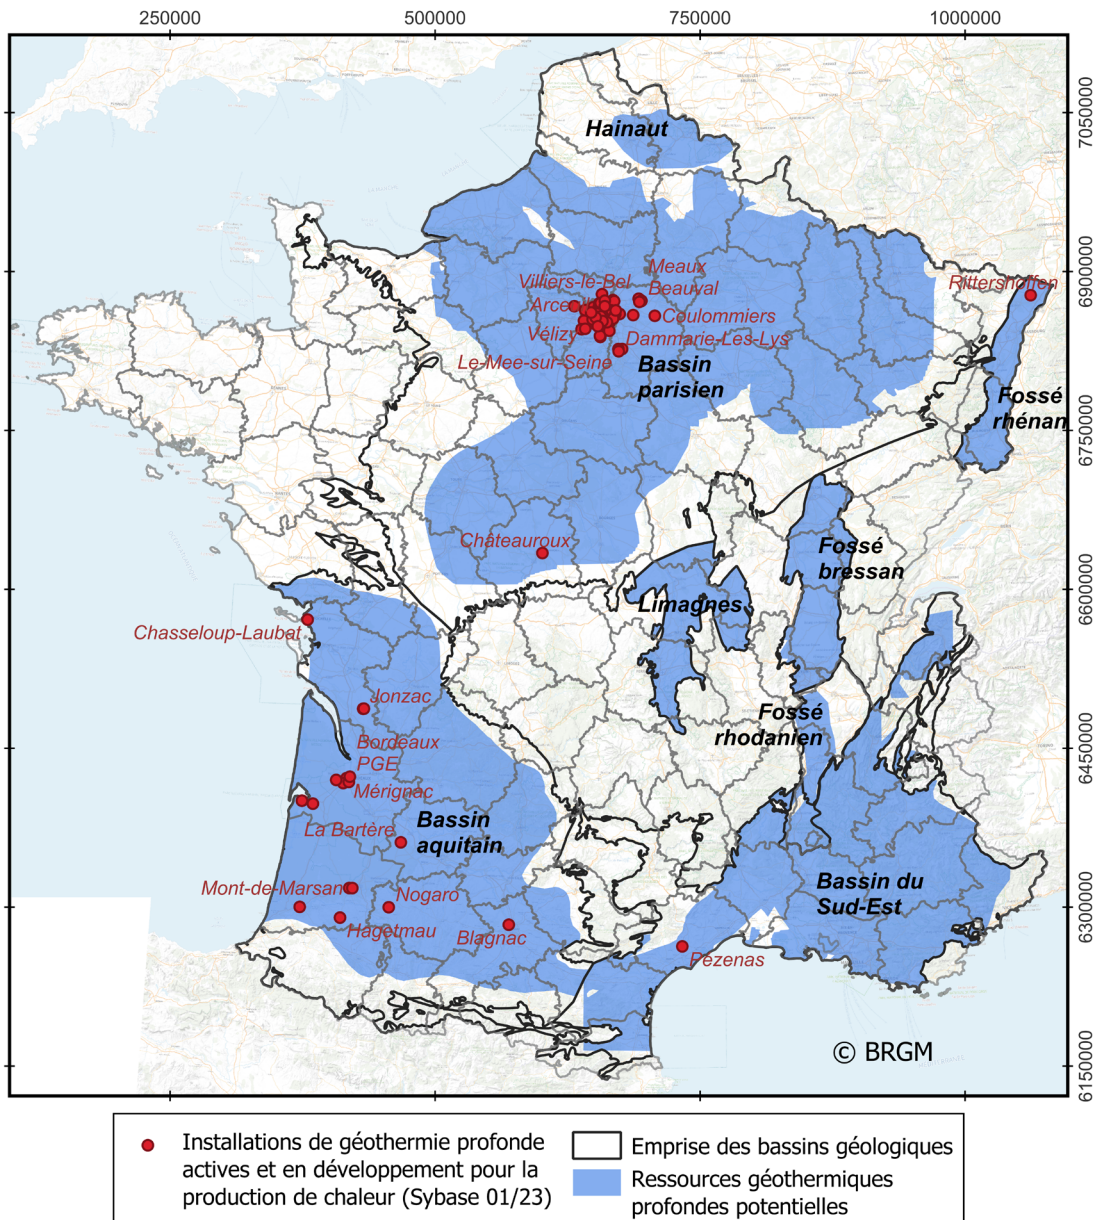 250000
500000
750000
1000000
7050000
6900000
6750000
6600000
6450000
6300000
6150000
Hainaut
Meaux
Villiers-le-Bel
Beauval
Rittershoffen
Coulommiers
Vélizy
Dammarie-Les-Lys
Le-Mee-sur-Seine
Bassin
parisien
Fossé
rhénan
Châteauroux
Fossé
bressan
Limagnes
Chasseloup-Laubat
Jonzac
Fossé
rhodanien
Bordeaux
PGE
Mérignac
La Bartère
Bassin
aquitain
Mont-de-Marsan
Nogaro
Bassin du
Sud-Est
Hagetmau
Blagnac
Pézenas
© BRGM
Installations de géothermie profonde
actives et en développement pour la
production de chaleur (Sybase 01/23)
Emprise des bassins géologiques
Ressources géothermiques
profondes potentielles